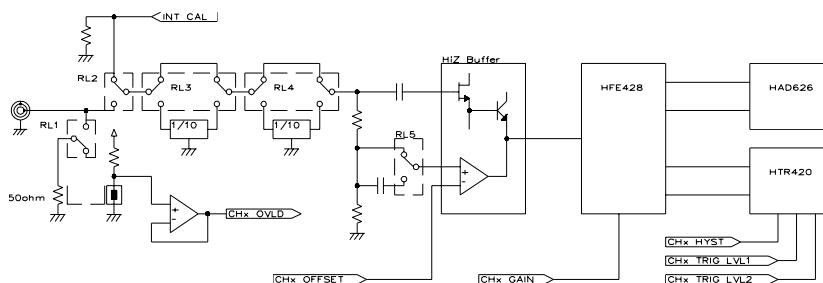 INT CAL
HiZ Buffer
RL2
RL3
RL4
HFE428
HAD626
RL1
1/10
1/10
RL5
HTR420
50ohm
+
-
CHx OVLD
+
-
CHx HYST
CHx TRIG LVL1
CHx OFFSET
CHx GAIN
CHx TRIG LVL2